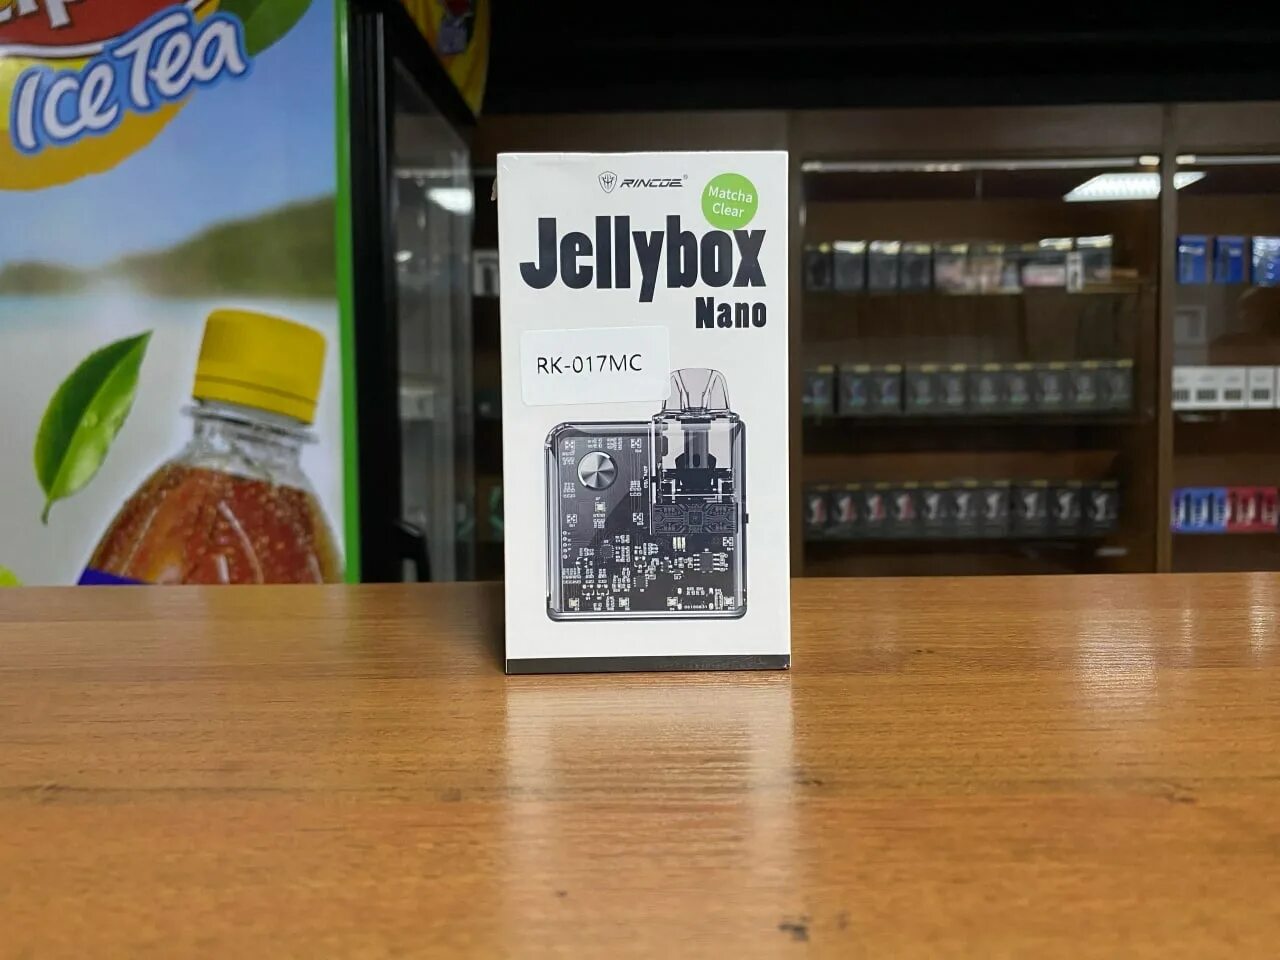 Ice Tea
RINCOE®
Matcha
Clear
Jellybox
Nano
RK-017MC